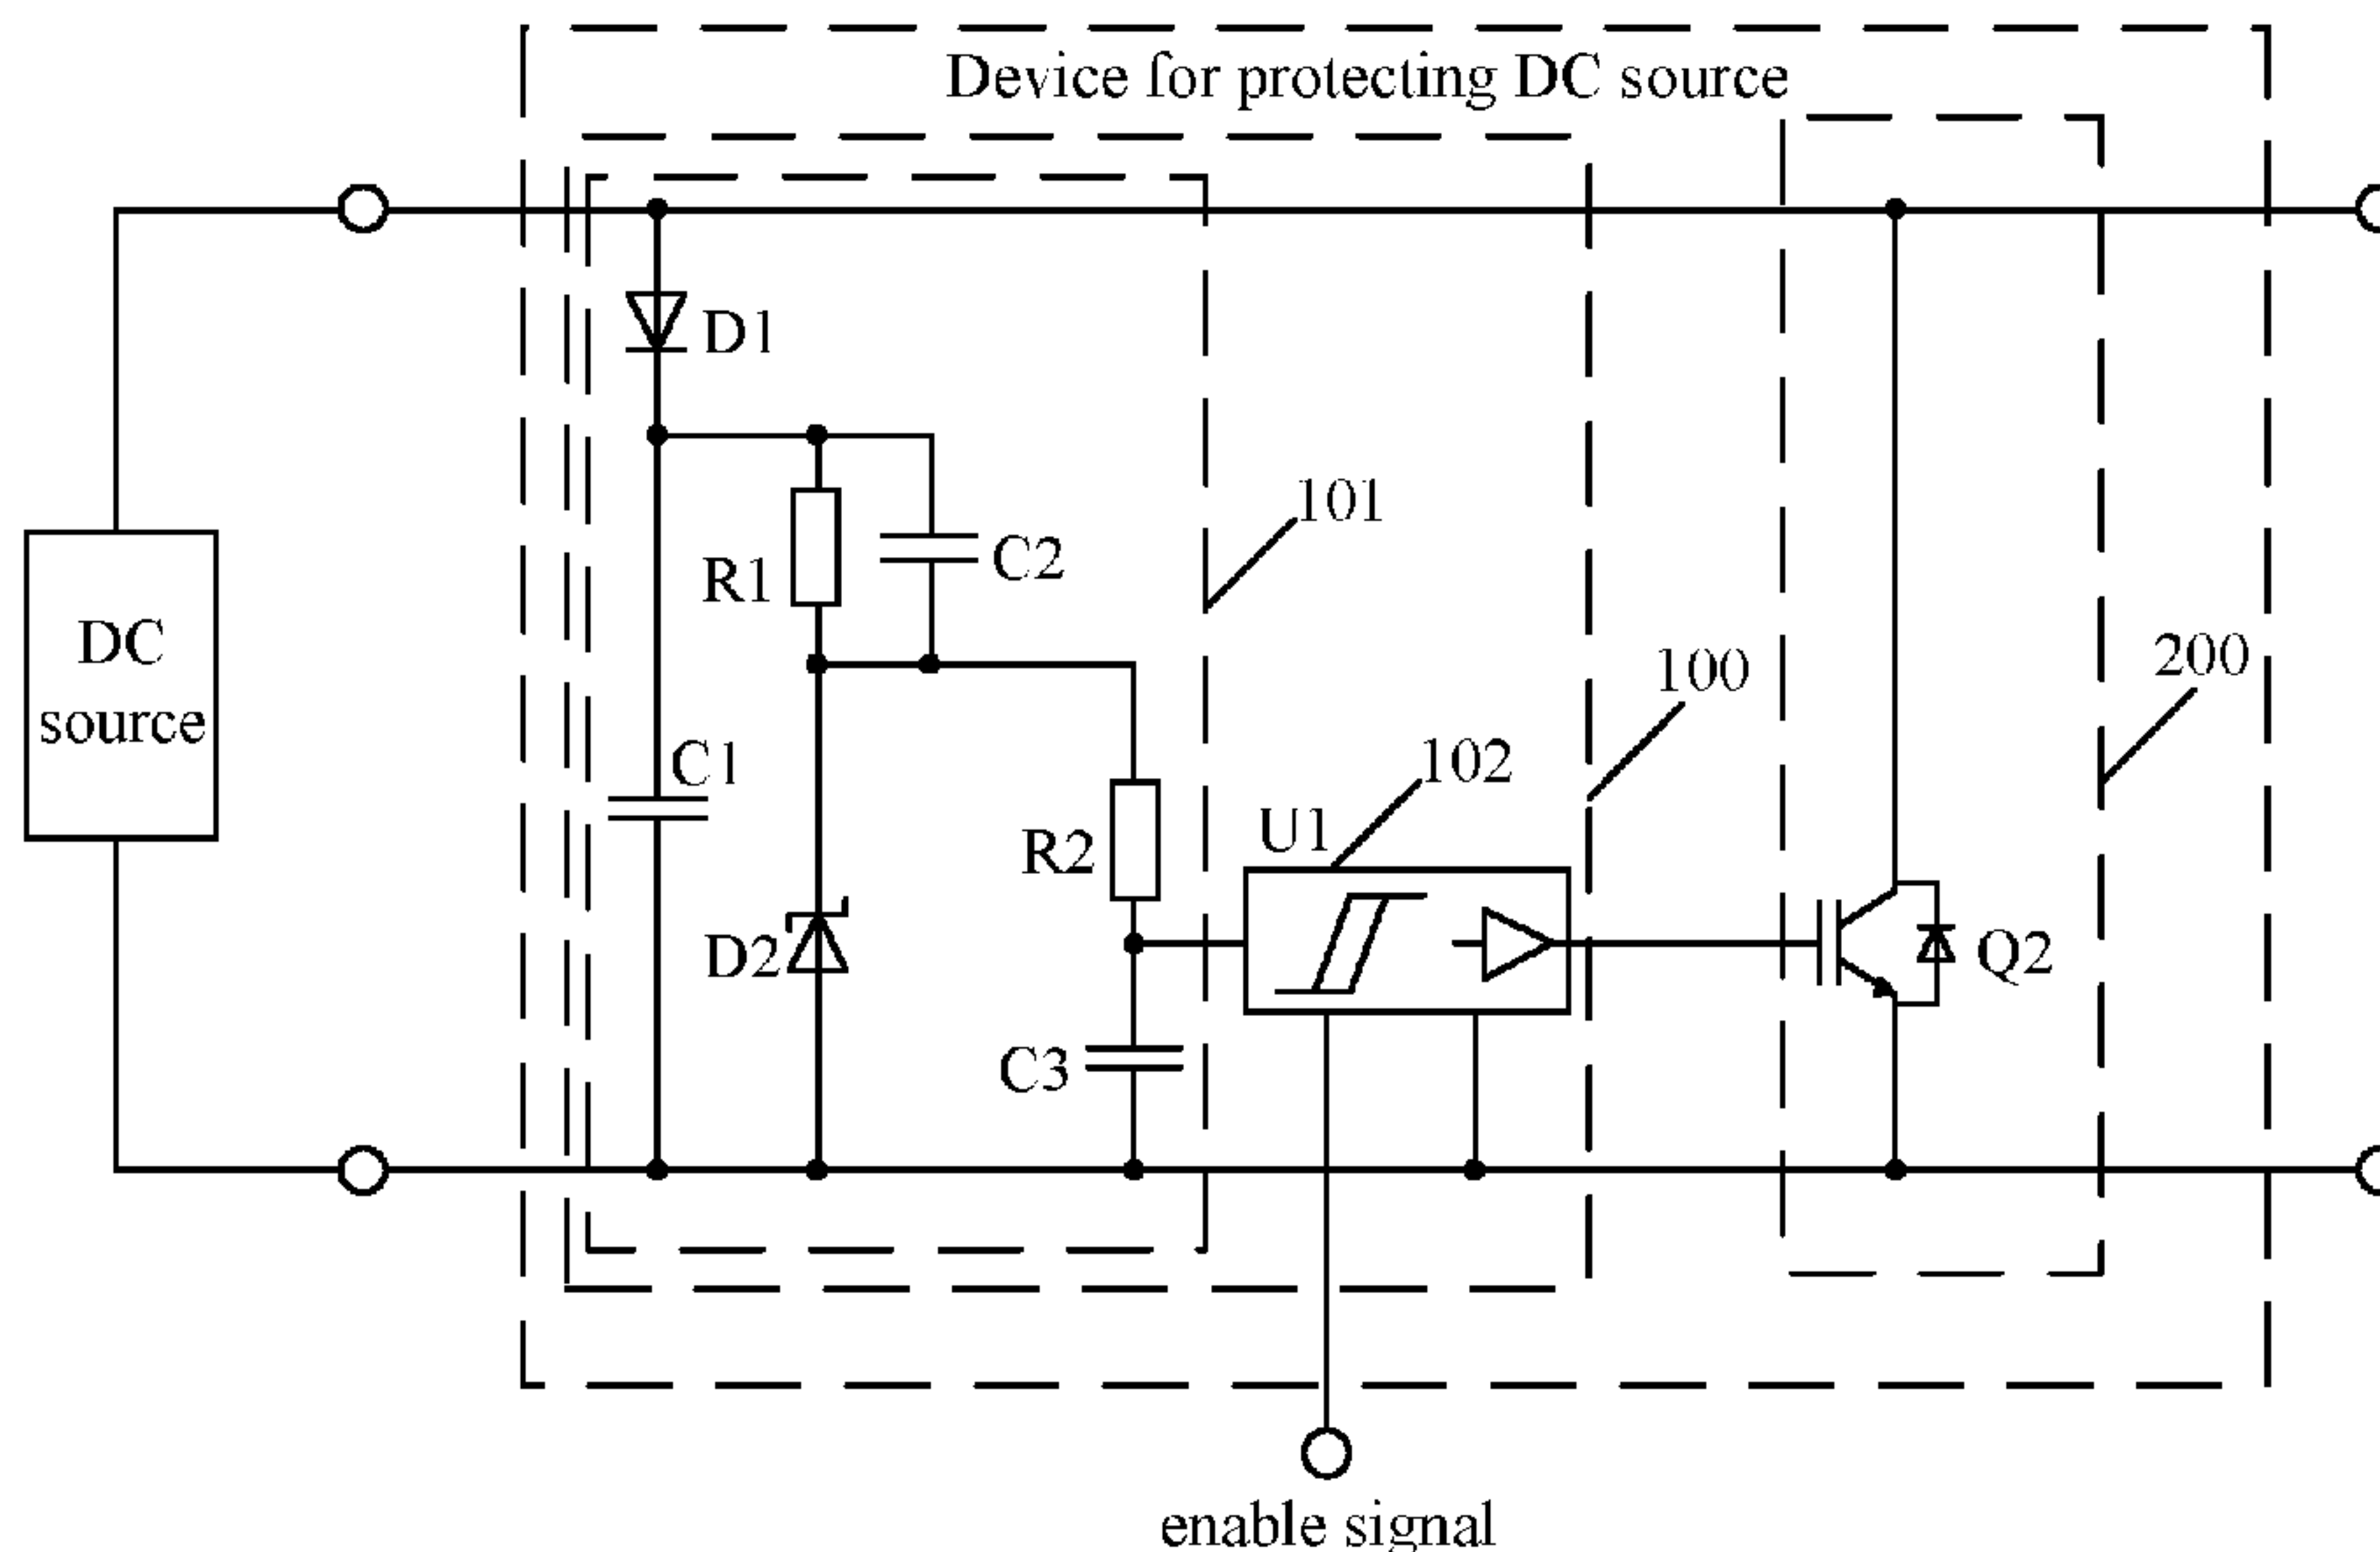 Device for protecting DC source
D1
101
R1
C2
DC
source
100
200
C1
102
U1
R2
D2
Q2
C3
enable signal